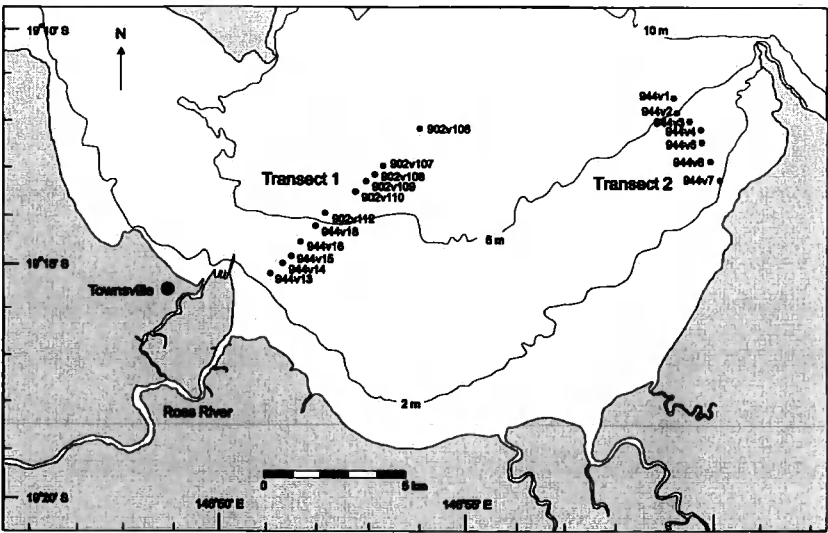 19°10' S
10 m
N
944v1
944v2
944v3
944v4
944v5
944v6
944v7
Transect 2
902v106
902v107
902v108
902v109
902v110
Transect 1
902v112
944v18
944v16
944v15
944v14
944v13
5 m
19°15' S
Townsville
2 m
Ross River
0
5 km
19°20' S
146°50' E
146°55' E